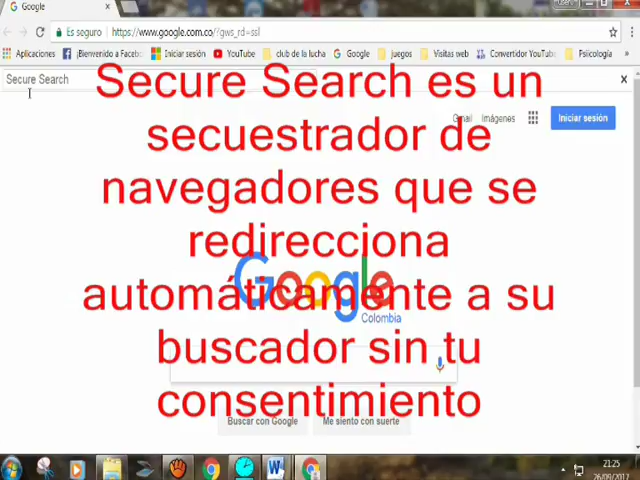 Google
Es seguro
https://www.google.com.co/?gws_rd=ssl
Aplicaciones
¡Bienvenido a Facebo
Iniciar sesión
YouTube
club de la lucha
Google
juegos
Visitas web
Convertidor YouTub
Psicología
Secure Search
Gmail
Imágenes
Iniciar sesión
Secure Search es un
secuestrador de
navegadores que se
redirecciona
automáticamente a su
buscador sin tu
consentimiento
Google
Colombia
Buscar con Google
Me siento con suerte
21:25
26/09/2017